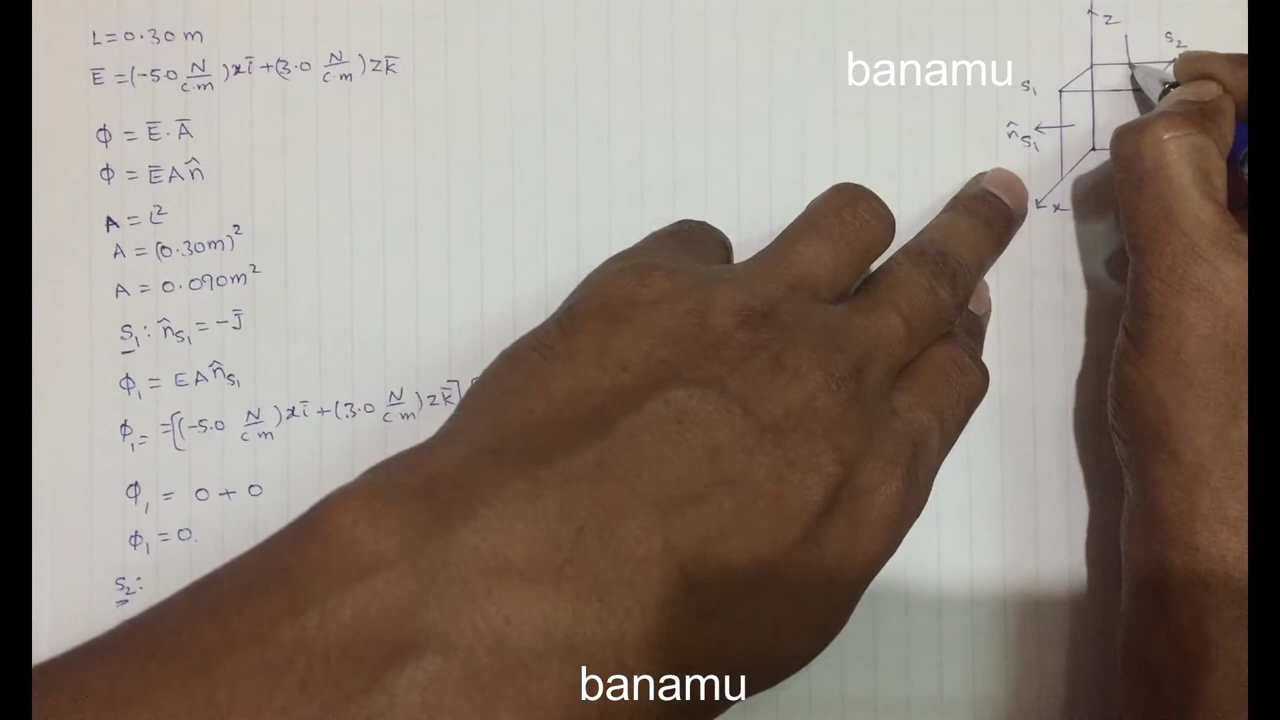 L = 0.30 m
E̅ = (-5.0 N/C·m) x i̅ + (3.0 N/C·m) z k̅
ϕ = E̅ · A̅
ϕ = E̅ A n̂
A = L²
A = (0.30m)²
A = 0.090m²
S₁ : n̂S₁ = -J̅
ϕ₁ = E A n̂S₁
ϕ₁ = = [(-5.0 N/C·m) x i̅ + (3.0 N/C·m) z k̅]
ϕ₁ = 0 + 0
ϕ₁ = 0.
S₂:
z
S₂
S₁
n̂S₁
x
banamu
banamu